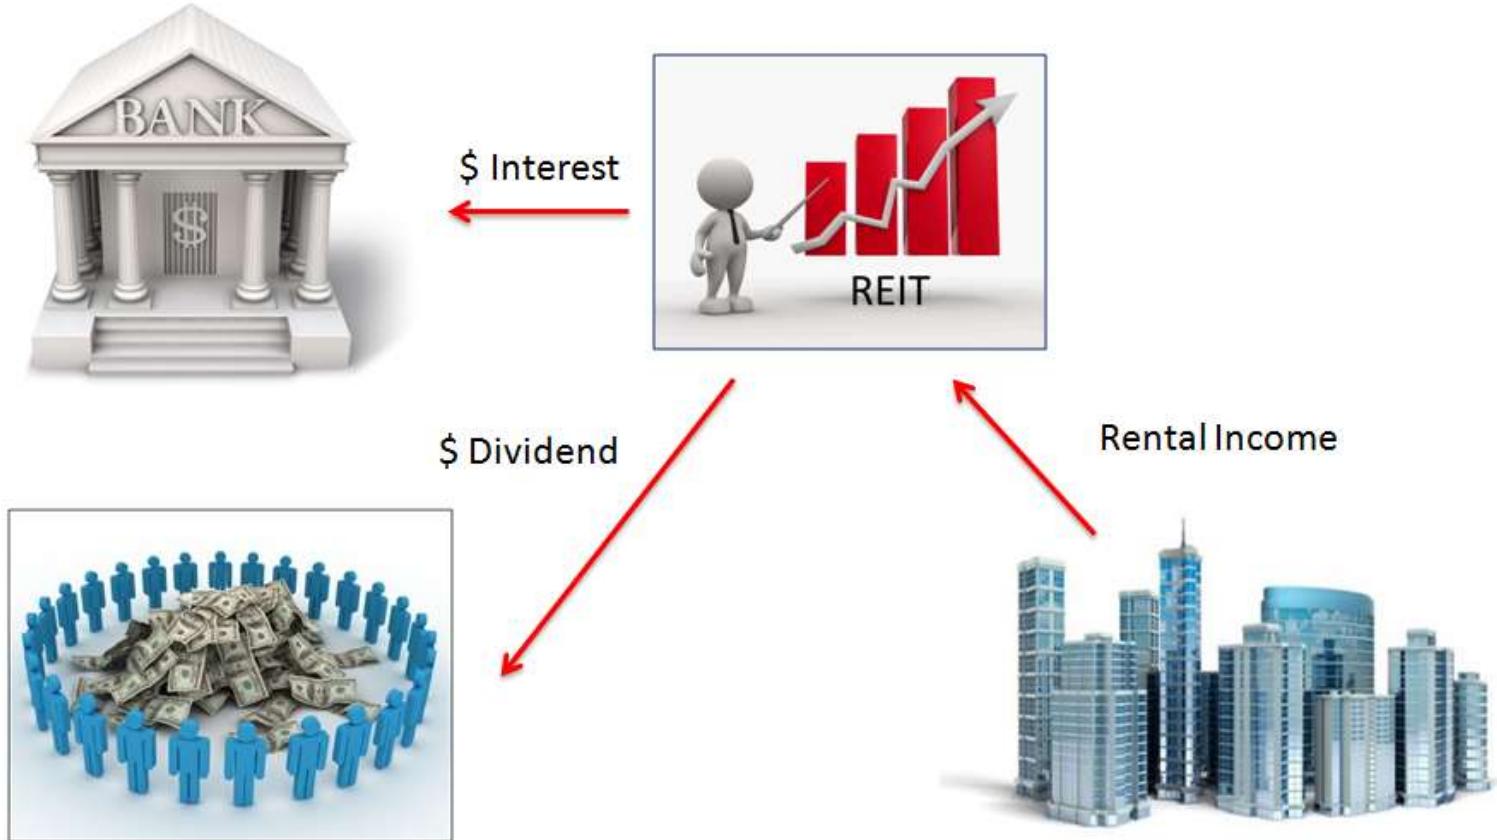 BANK
$
$ Interest
REIT
$ Dividend
Rental Income